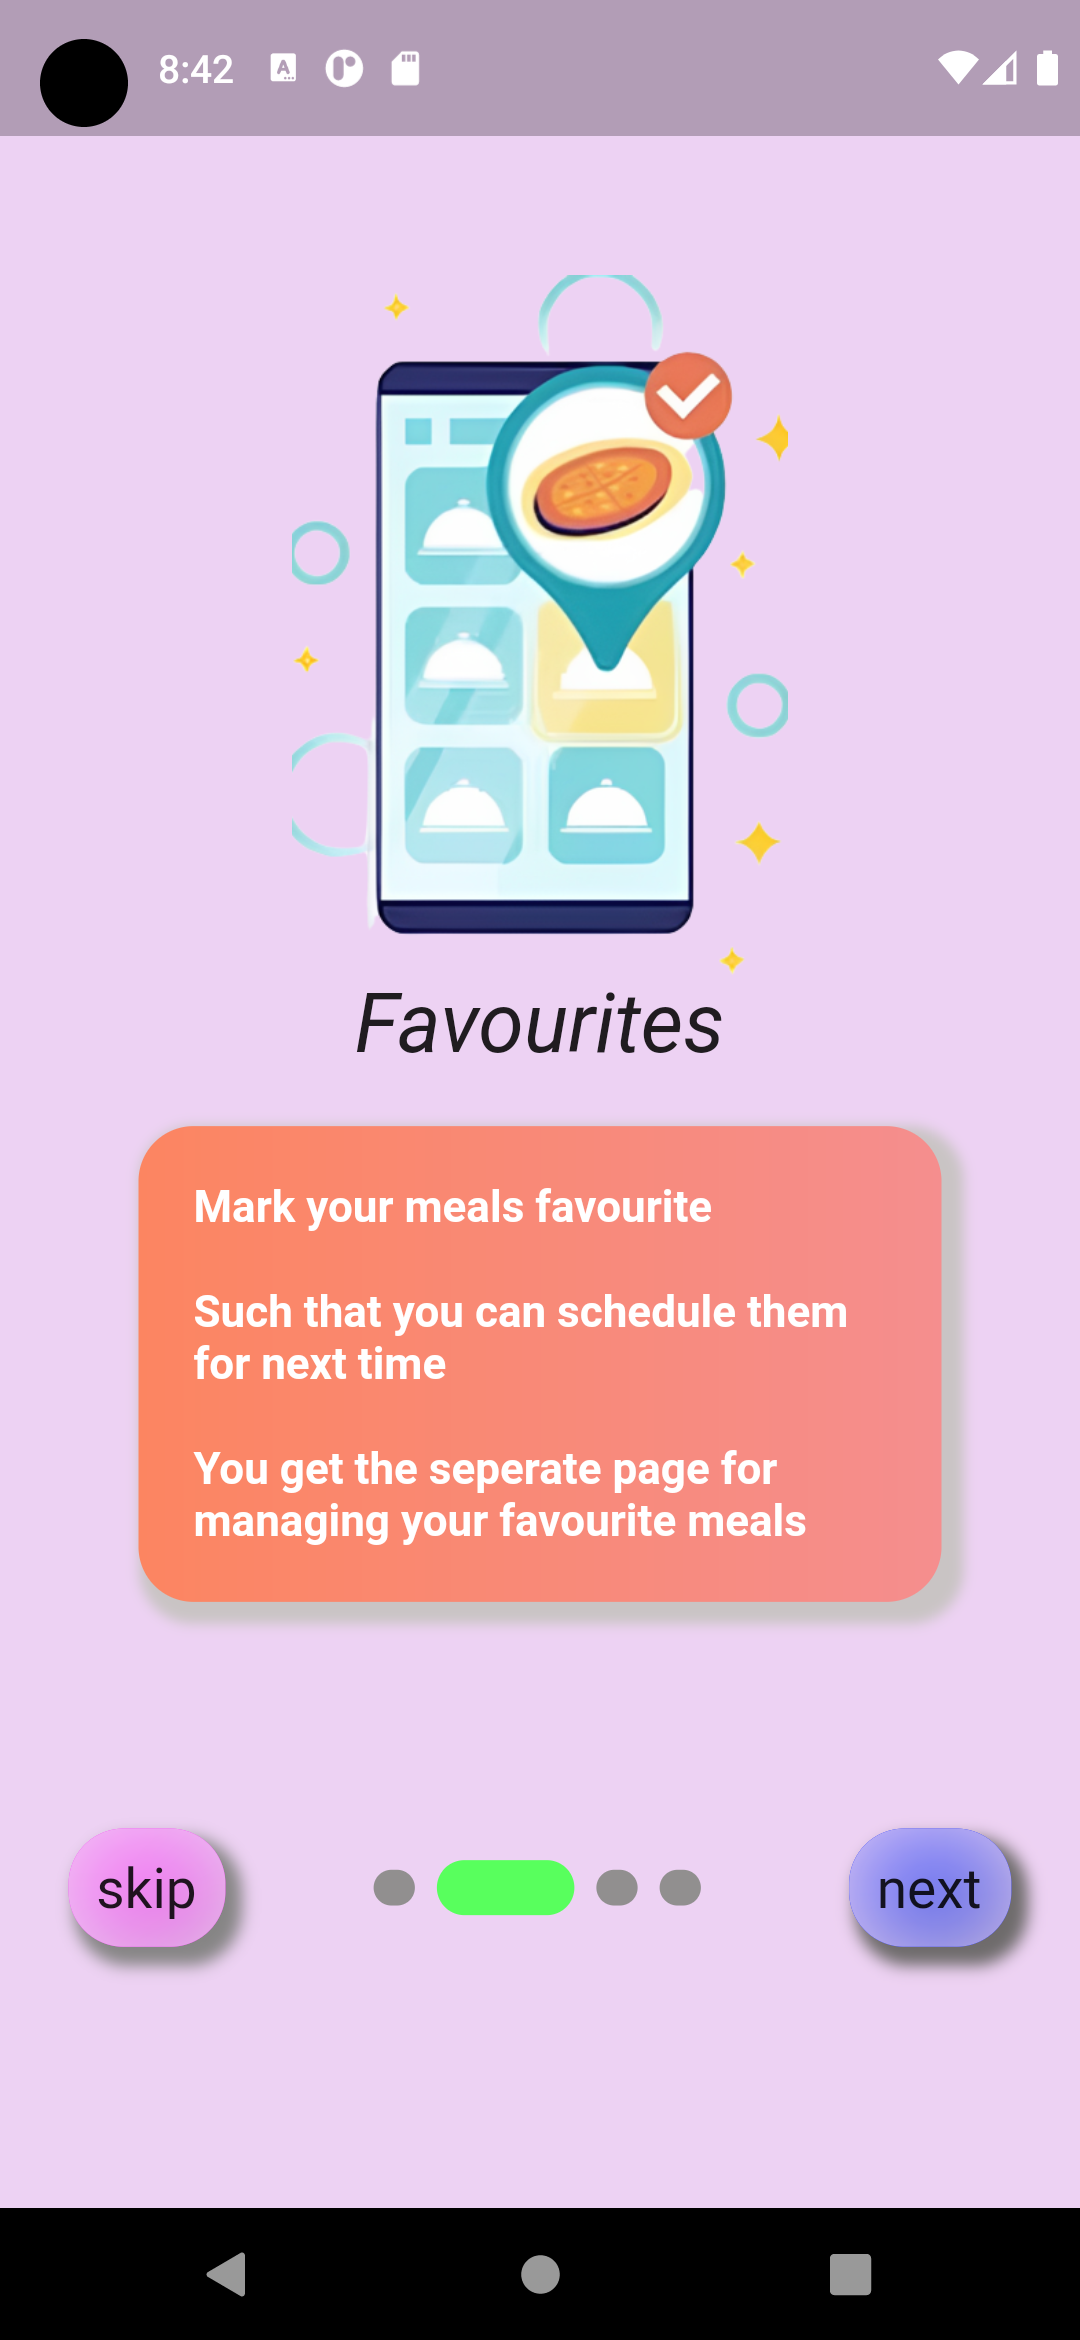 8:42
Favourites
Mark your meals favourite
Such that you can schedule them
for next time
You get the seperate page for
managing your favourite meals
skip
next